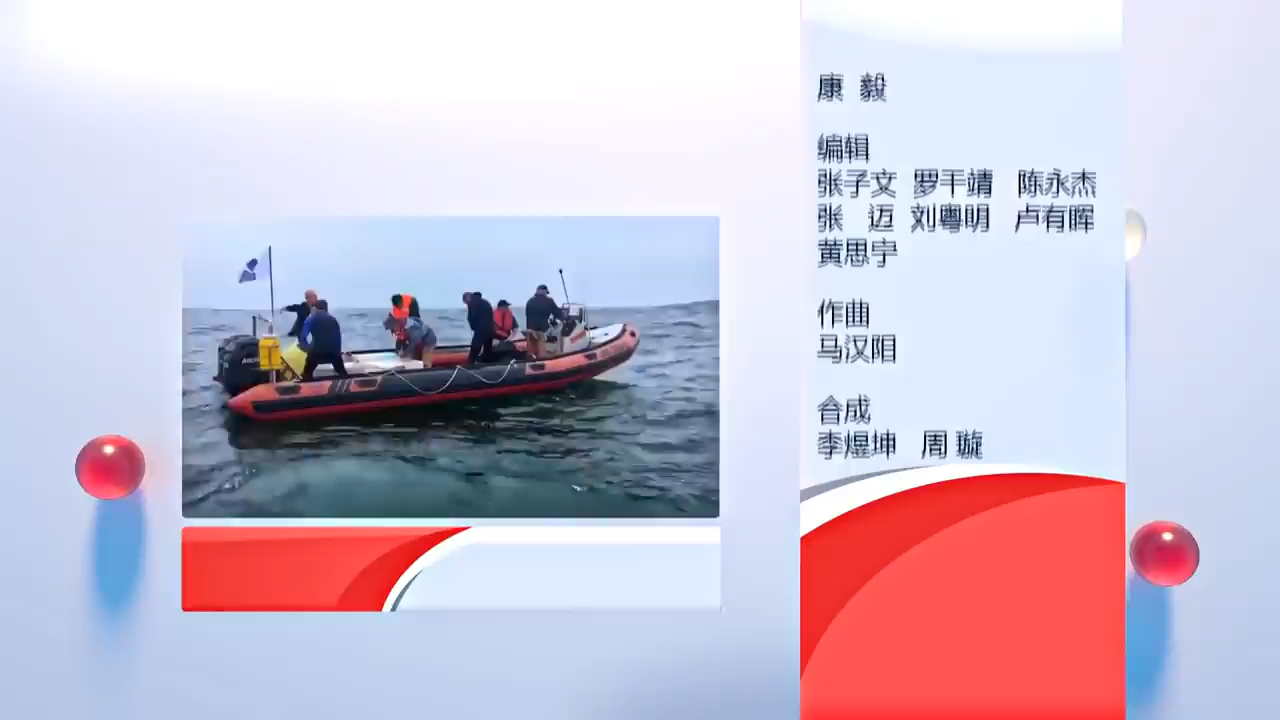 康 毅
编辑
张子文 罗干靖 陈永杰
张 迈 刘粤明 卢有晖
黄思宁
作曲
马汉阳
合成
李煜坤 周璇